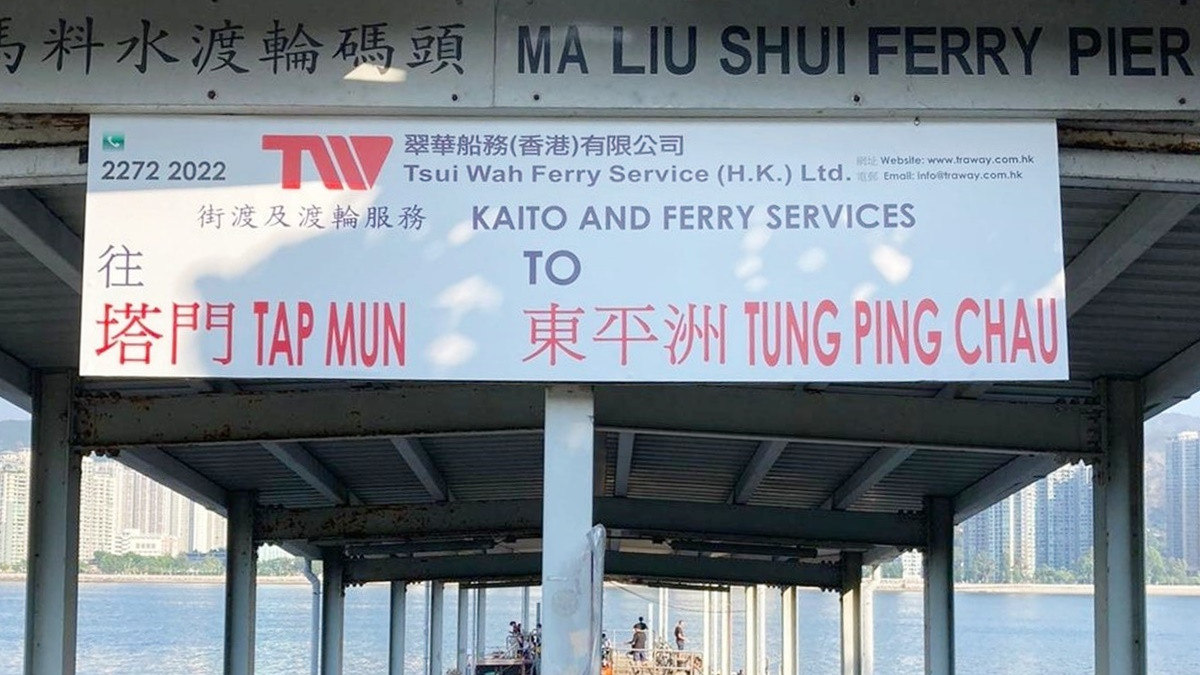 馬料水渡輪碼頭 MA LIU SHUI FERRY PIER
2272 2022
TW
翠華船務(香港)有限公司
Tsui Wah Ferry Service (H.K.) Ltd.
網址 Website: www.traway.com.hk
電郵 Email: info@traway.com.hk
街渡及渡輪服務 KAITO AND FERRY SERVICES
往 TO
塔門 TAP MUN 東平洲 TUNG PING CHAU